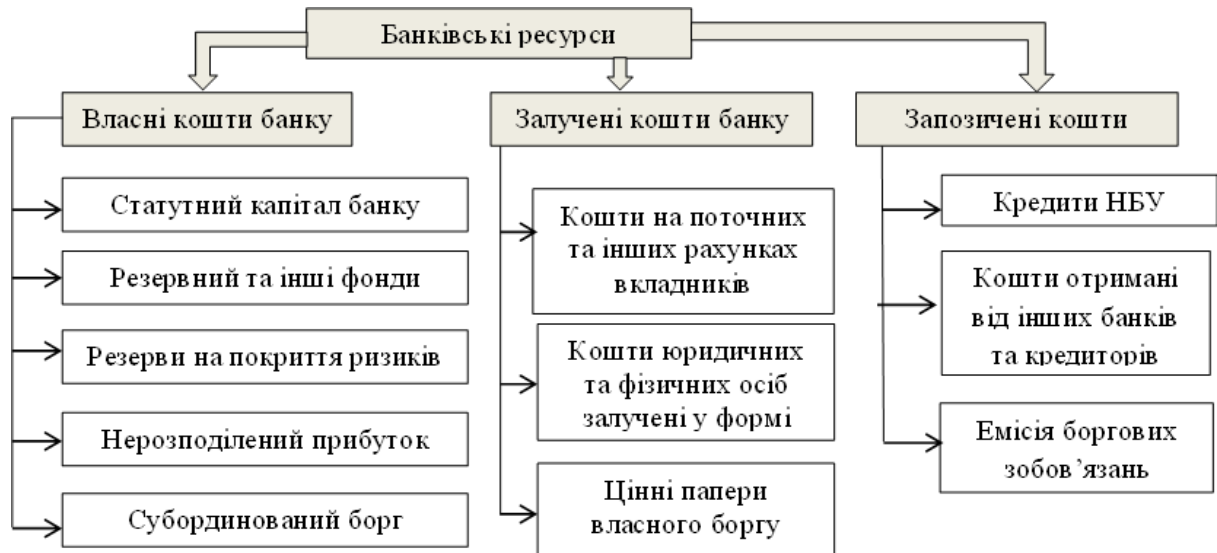 Банківські ресурси
Власні кошти банку
Статутний капітал банку
Резервний та інші фонди
Резерви на покриття ризиків
Нерозподілений прибуток
Субординований борг
Залучені кошти банку
Кошти на поточних
та інших рахунках
вкладників
Кошти юридичних
та фізичних осіб
залучені у формі
Цінні папери
власного боргу
Запозичені кошти
Кредити НБУ
Кошти отримані
від інших банків
та кредиторів
Емісія боргових
зобов’язань